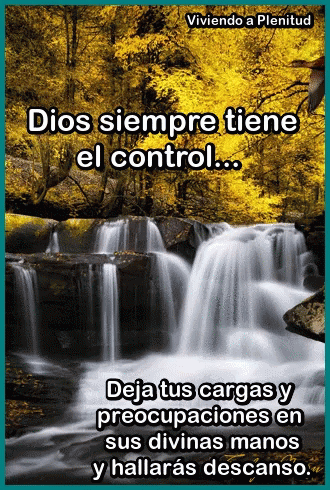 Viviendo a Plenitud
Dios siempre tiene
el control...
Deja tus cargas y
preocupaciones en
sus divinas manos
y hallarás descanso.